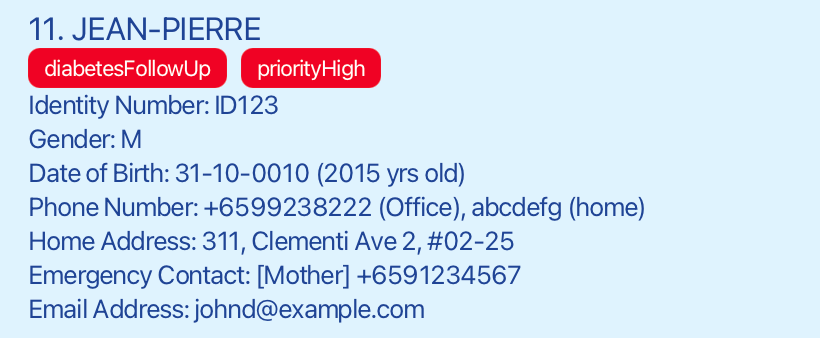 11. JEAN-PIERRE
diabetesFollowUp priorityHigh
Identity Number: ID123
Gender: M
Date of Birth: 31-10-0010 (2015 yrs old)
Phone Number: +6599238222 (Office), abcdefg (home)
Home Address: 311, Clementi Ave 2, #02-25
Emergency Contact: [Mother] +6591234567
Email Address: johnd@example.com